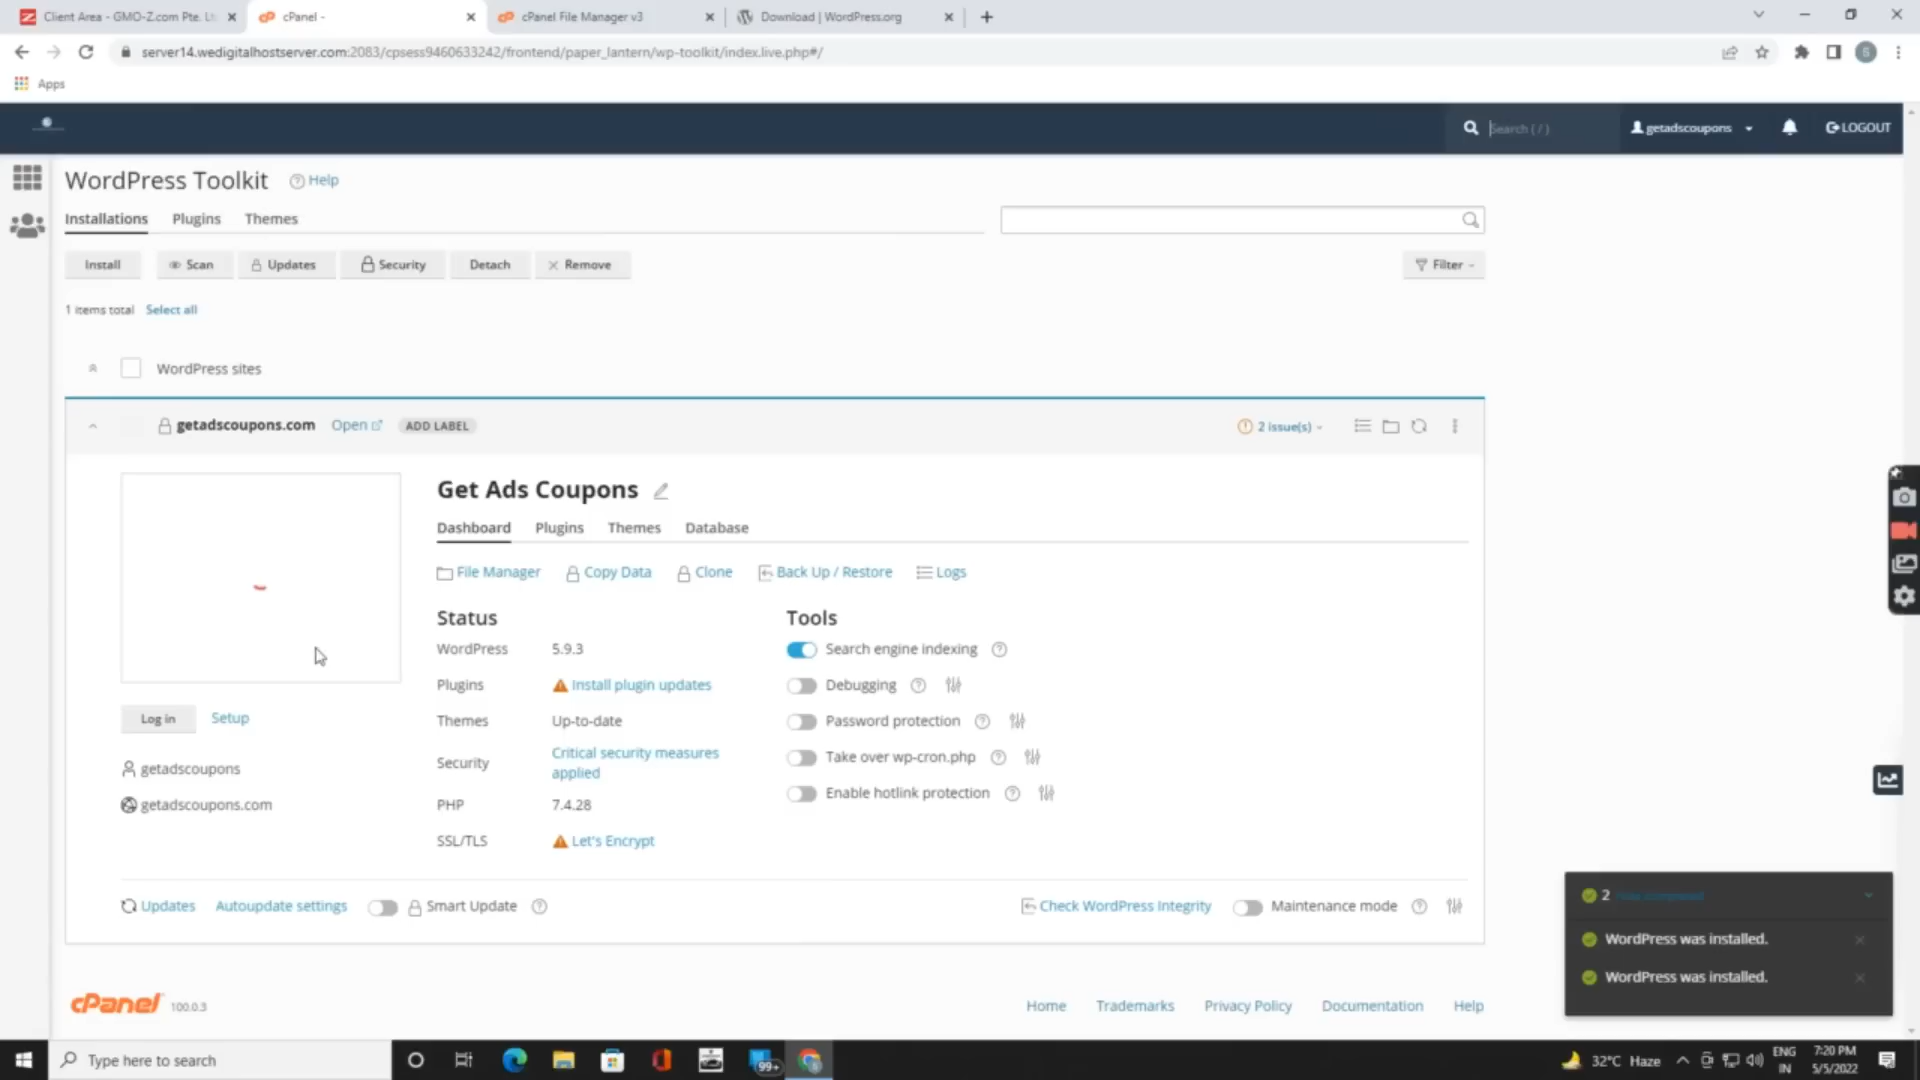 Client Area - GMO-Z.com Pte. Lt
cPanel -
cPanel File Manager v3
Download | WordPress.org
server14.wedigitalhostserver.com:2083/cpsess9460633242/frontend/paper_lantern/wp-toolkit/index.live.php#/
S
Apps
Search ( / )
getadscoupons
LOGOUT
WordPress Toolkit
Help
Installations
Plugins
Themes
Install
Scan
Updates
Security
Detach
Remove
Filter
1 items total
Select all
WordPress sites
getadscoupons.com
Open
ADD LABEL
2 issue(s)
Get Ads Coupons
Dashboard
Plugins
Themes
Database
File Manager
Copy Data
Clone
Back Up / Restore
Logs
Status
Tools
WordPress
5.9.3
Search engine indexing
Plugins
Install plugin updates
Debugging
Themes
Up-to-date
Password protection
Log in
Setup
Security
Critical security measures
applied
Take over wp-cron.php
getadscoupons
PHP
7.4.28
Enable hotlink protection
getadscoupons.com
SSL/TLS
Let's Encrypt
Updates
Autoupdate settings
Smart Update
Check WordPress Integrity
Maintenance mode
2
WordPress was installed.
WordPress was installed.
cPanel
100.0.3
Home
Trademarks
Privacy Policy
Documentation
Help
Type here to search
99+
32°C Haze
ENG
IN
7:20 PM
5/5/2022